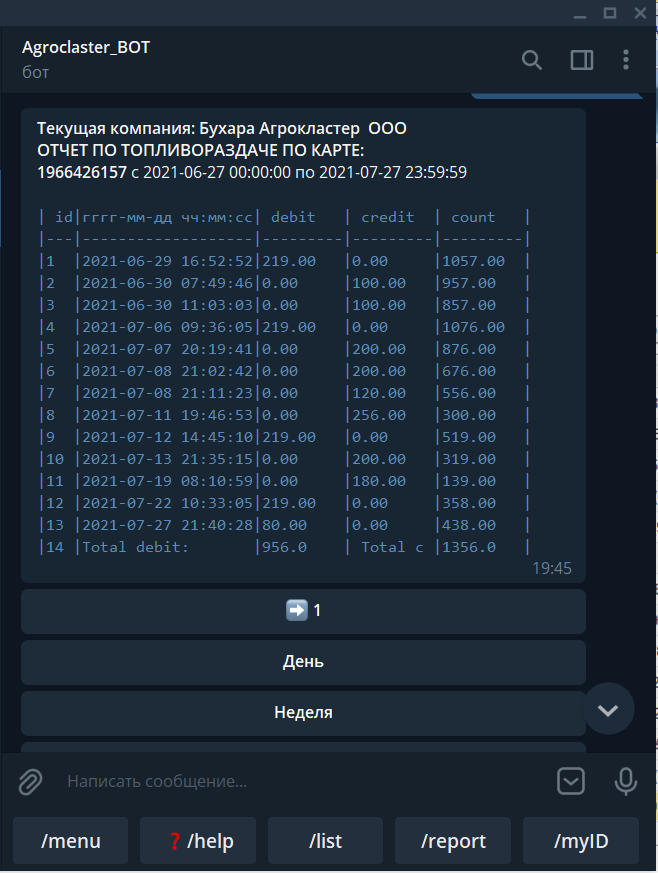 Agroclaster_BOT
бот
Текущая компания: Бухара Агрокластер  ООО
ОТЧЕТ ПО ТОПЛИВОРАЗДАЧЕ ПО КАРТЕ:
1966426157 с 2021-06-27 00:00:00 по 2021-07-27 23:59:59
| id|гггг-мм-дд чч:мм:сс| debit   | credit  | count   |
|---|-------------------|---------|---------|---------|
|1  |2021-06-29 16:52:52|219.00   |0.00     |1057.00  |
|2  |2021-06-30 07:49:46|0.00     |100.00   |957.00   |
|3  |2021-06-30 11:03:03|0.00     |100.00   |857.00   |
|4  |2021-07-06 09:36:05|219.00   |0.00     |1076.00  |
|5  |2021-07-07 20:19:41|0.00     |200.00   |876.00   |
|6  |2021-07-08 21:02:42|0.00     |200.00   |676.00   |
|7  |2021-07-08 21:11:23|0.00     |120.00   |556.00   |
|8  |2021-07-11 19:46:53|0.00     |256.00   |300.00   |
|9  |2021-07-12 14:45:10|219.00   |0.00     |519.00   |
|10 |2021-07-13 21:35:15|0.00     |200.00   |319.00   |
|11 |2021-07-19 08:10:59|0.00     |180.00   |139.00   |
|12 |2021-07-22 10:33:05|219.00   |0.00     |358.00   |
|13 |2021-07-27 21:40:28|80.00    |0.00     |438.00   |
|14 |Total debit:       |956.0    | Total c |1356.0   |
19:45
➡ 1
День
Неделя
Написать сообщение...
/menu ❓/help /list /report /myID